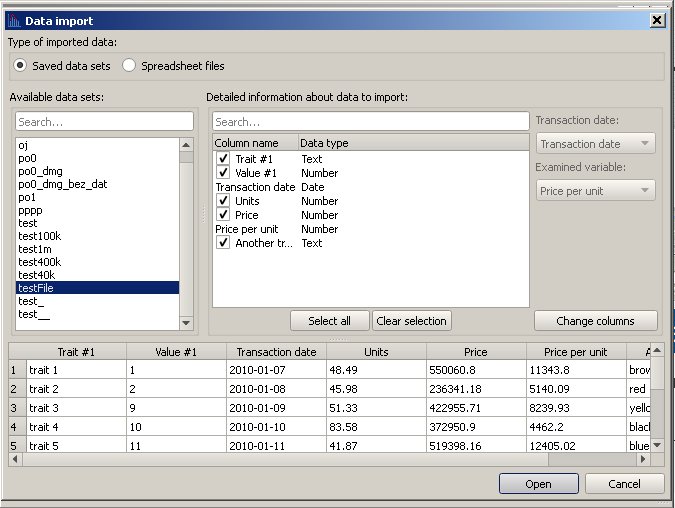 Data import
Type of imported data:
Saved data sets Spreadsheet files
Available data sets:
Search...
oj
po0
po0_dmg
po0_dmg_bez_dat
po1
pppp
test
test100k
test1m
test400k
test40k
testFile
test_
test__
Detailed information about data to import:
Search...
Column name Data type
Trait #1 Text
Value #1 Number
Transaction date Date
Units Number
Price Number
Price per unit Number
Another tr... Text
Select all Clear selection
Transaction date:
Transaction date
Examined variable:
Price per unit
Change columns
Trait #1 Value #1 Transaction date Units Price Price per unit A
1 trait 1 1 2010-01-07 48.49 550060.8 11343.8 brow
2 trait 2 2 2010-01-08 45.98 236341.18 5140.09 red
3 trait 3 9 2010-01-09 51.33 422955.71 8239.93 yello
4 trait 4 10 2010-01-10 83.58 372950.9 4462.2 black
5 trait 5 11 2010-01-11 41.87 519398.16 12405.02 blue
Open Cancel